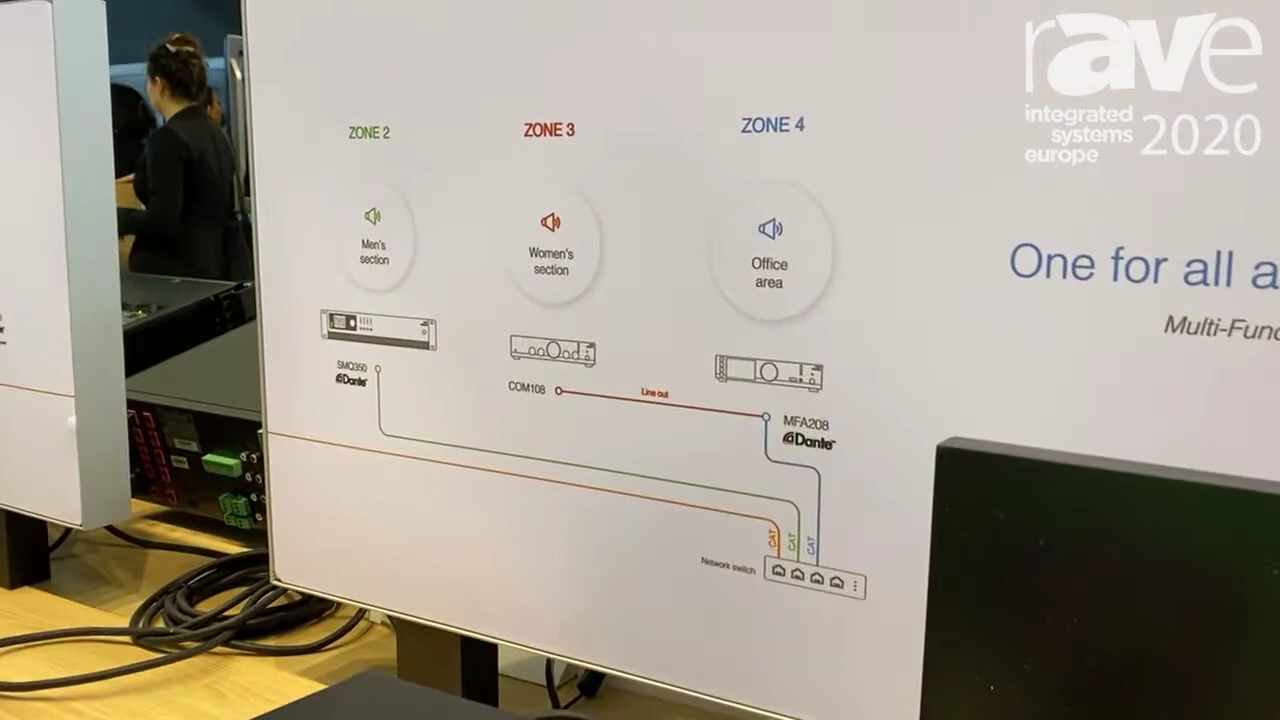 rave
integrated
systems
europe
2020
ZONE 2
ZONE 3
ZONE 4
Men's
section
Women's
section
Office
area
One for all a
Multi-Func
SMQ350
Dante
COM108
Line out
MFA208
Dante
CAT
CAT
CAT
Network switch